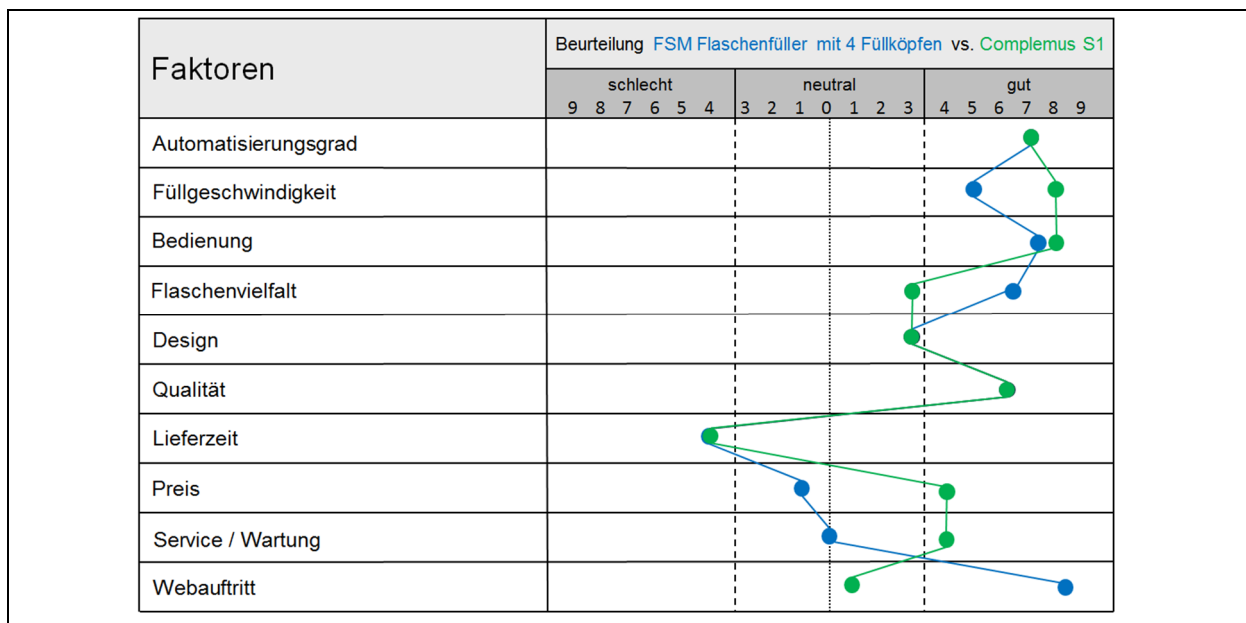 Faktoren
Beurteilung FSM Flaschenfüller mit 4 Füllköpfen vs. Complemus S1
schlecht neutral gut
9 8 7 6 5 4 3 2 1 0 1 2 3 4 5 6 7 8 9
Automatisierungsgrad
Füllgeschwindigkeit
Bedienung
Flaschenvielfalt
Design
Qualität
Lieferzeit
Preis
Service / Wartung
Webauftritt